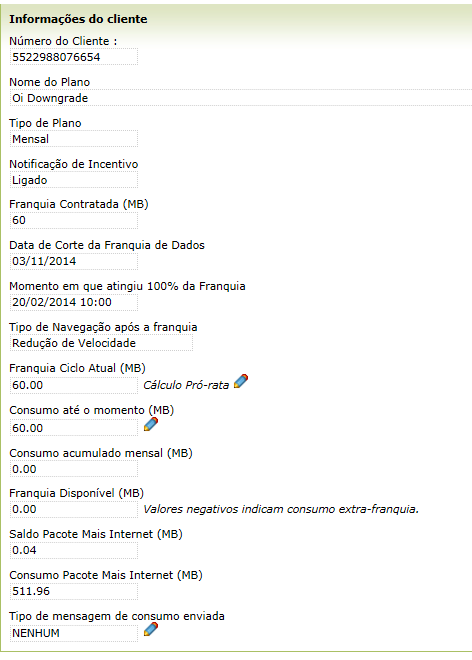 Informações do cliente
Número do Cliente :
5522988076654
Nome do Plano
Oi Downgrade
Tipo de Plano
Mensal
Notificação de Incentivo
Ligado
Franquia Contratada (MB)
60
Data de Corte da Franquia de Dados
03/11/2014
Momento em que atingiu 100% da Franquia
20/02/2014 10:00
Tipo de Navegação após a franquia
Redução de Velocidade
Franquia Ciclo Atual (MB)
60.00 Cálculo Pró-rata
Consumo até o momento (MB)
60.00
Consumo acumulado mensal (MB)
0.00
Franquia Disponível (MB)
0.00 Valores negativos indicam consumo extra-franquia.
Saldo Pacote Mais Internet (MB)
0.04
Consumo Pacote Mais Internet (MB)
511.96
Tipo de mensagem de consumo enviada
NENHUM